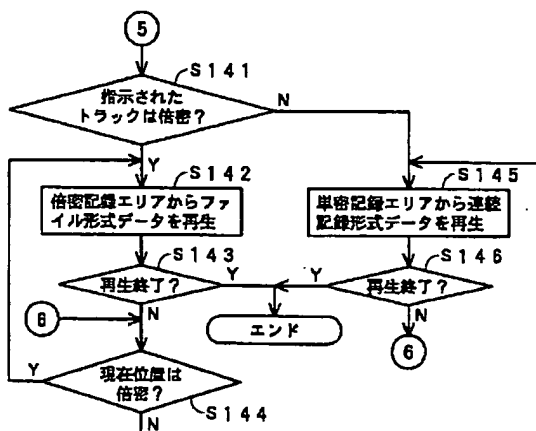 5
S141
指示された
トラックは倍密?
N
Y
S142
S145
倍密記録エリアからファ
イル形式データを再生
単密記録エリアから連続
記録形式データを再生
S143
S146
再生終了?
Y
Y
再生終了?
N
N
6
エンド
6
Y
現在位置は
倍密?
S144
N